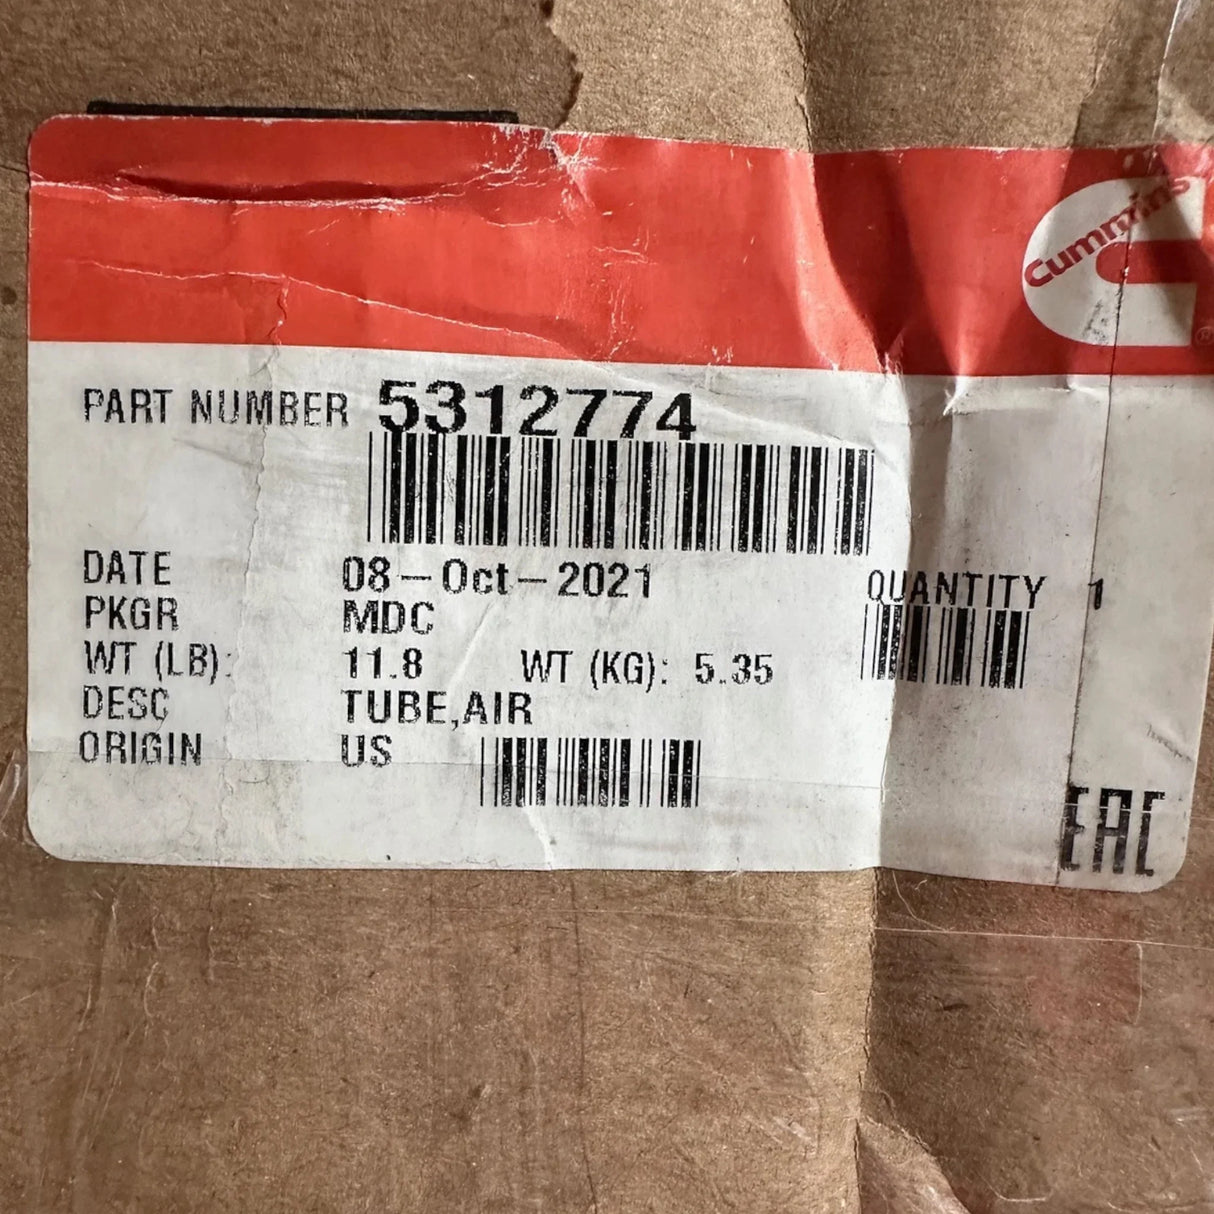 Cummins
®
PART NUMBER 5312774
DATE 08-Oct-2021 QUANTITY 1
PKGR MDC
WT (LB): 11.8 WT (KG): 5.35
DESC TUBE,AIR
ORIGIN US
EAC